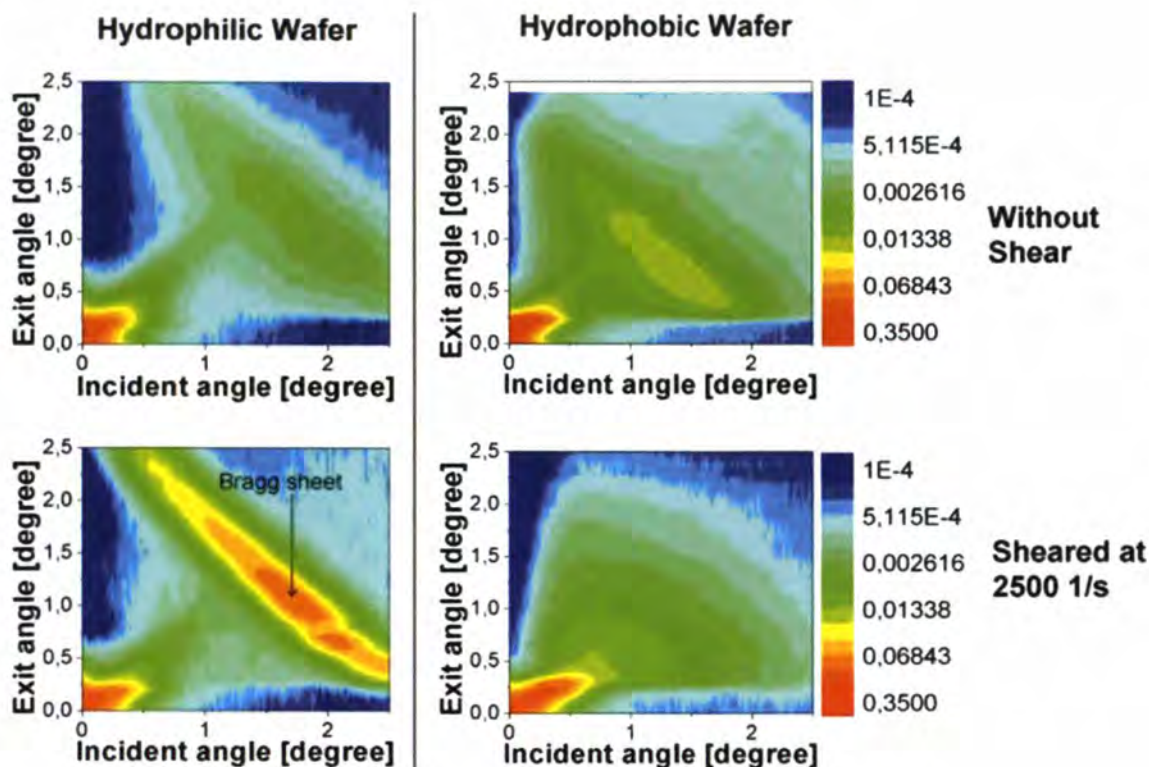 Hydrophilic Wafer
Hydrophobic Wafer
Exit angle [degree]
2,5
2,0
1,5
1,0
0,5
0,0
0
1
2
Incident angle [degree]
Exit angle [degree]
2,5
2,0
1,5
1,0
0,5
0,0
0
1
2
Incident angle [degree]
1E-4
5,115E-4
0,002616
0,01338
0,06843
0,3500
Without
Shear
Exit angle [degree]
2,5
2,0
1,5
1,0
0,5
0,0
Bragg sheet
0
1
2
Incident angle [degree]
Exit angle [degree]
2,5
2,0
1,5
1,0
0,5
0,0
0
1
2
Incident angle [degree]
1E-4
5,115E-4
0,002616
0,01338
0,06843
0,3500
Sheared at
2500 1/s